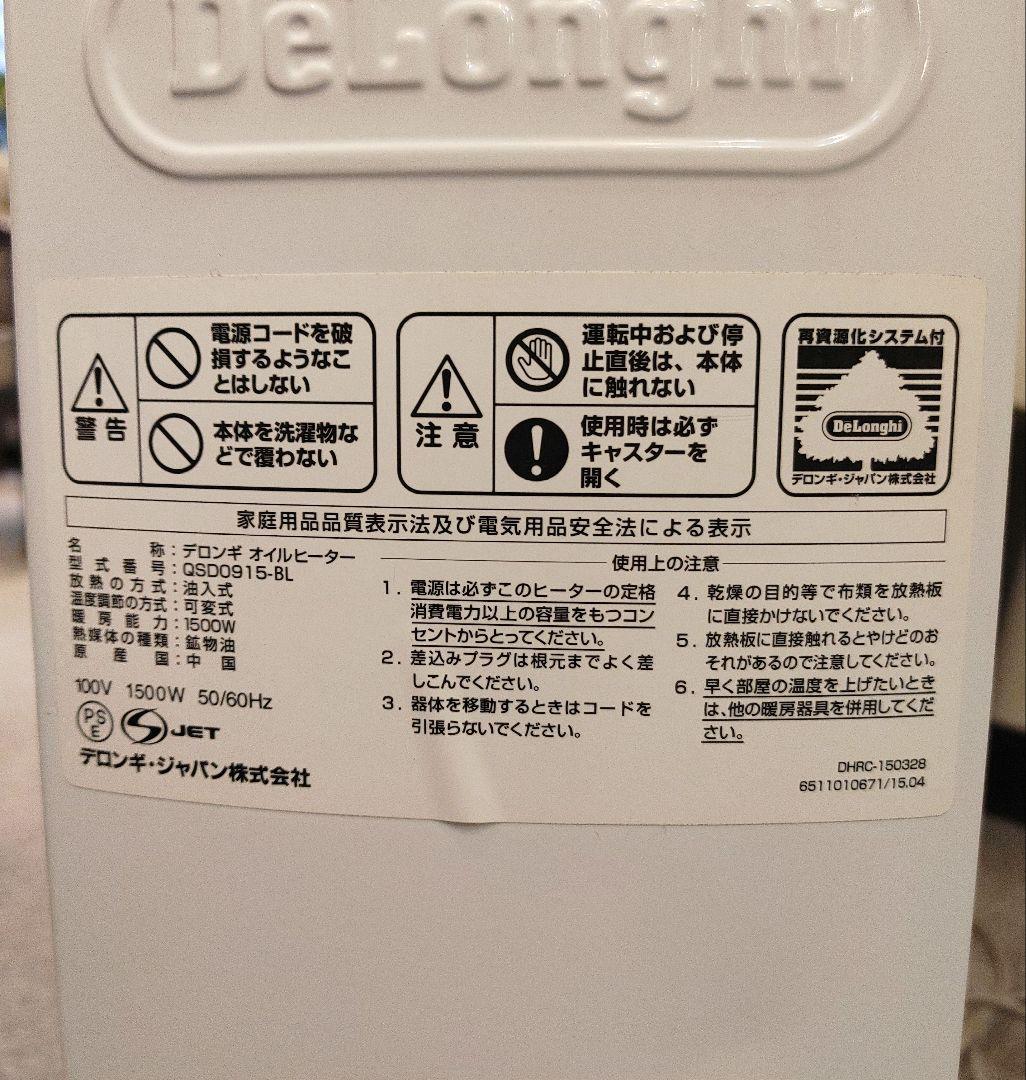 DeLonghi
電源コードを破
損するようなこ
とはしない
警告
本体を洗濯物な
どで覆わない
運転中および停
止直後は、本体
に触れない
注意
使用時は必ず
キャスターを
開く
再資源化システム付
DeLonghi
デロンギ・ジャパン株式会社
家庭用品品質表示法及び電気用品安全法による表示
名称：デロンギ オイルヒーター
型式番号：QSD0915-BL
放熱の方式：油入式
温度調節の方式：可変式
暖房能力：1500W
熱媒体の種類：鉱物油
原産国：中国
100V 1500W 50/60Hz
PS
E
JET
デロンギ・ジャパン株式会社
使用上の注意
1. 電源は必ずこのヒーターの定格
消費電力以上の容量をもつコン
セントからとってください。
2. 差込みプラグは根元までよく差
しこんでください。
3. 器体を移動するときはコードを
引張らないでください。
4. 乾燥の目的等で布類を放熱板
に直接かけないでください。
5. 放熱板に直接触れるとやけどのお
それがあるので注意してください。
6. 早く部屋の温度を上げたいとき
は、他の暖房器具を併用してくだ
さい。
DHRC-150328
6511010671/15.04